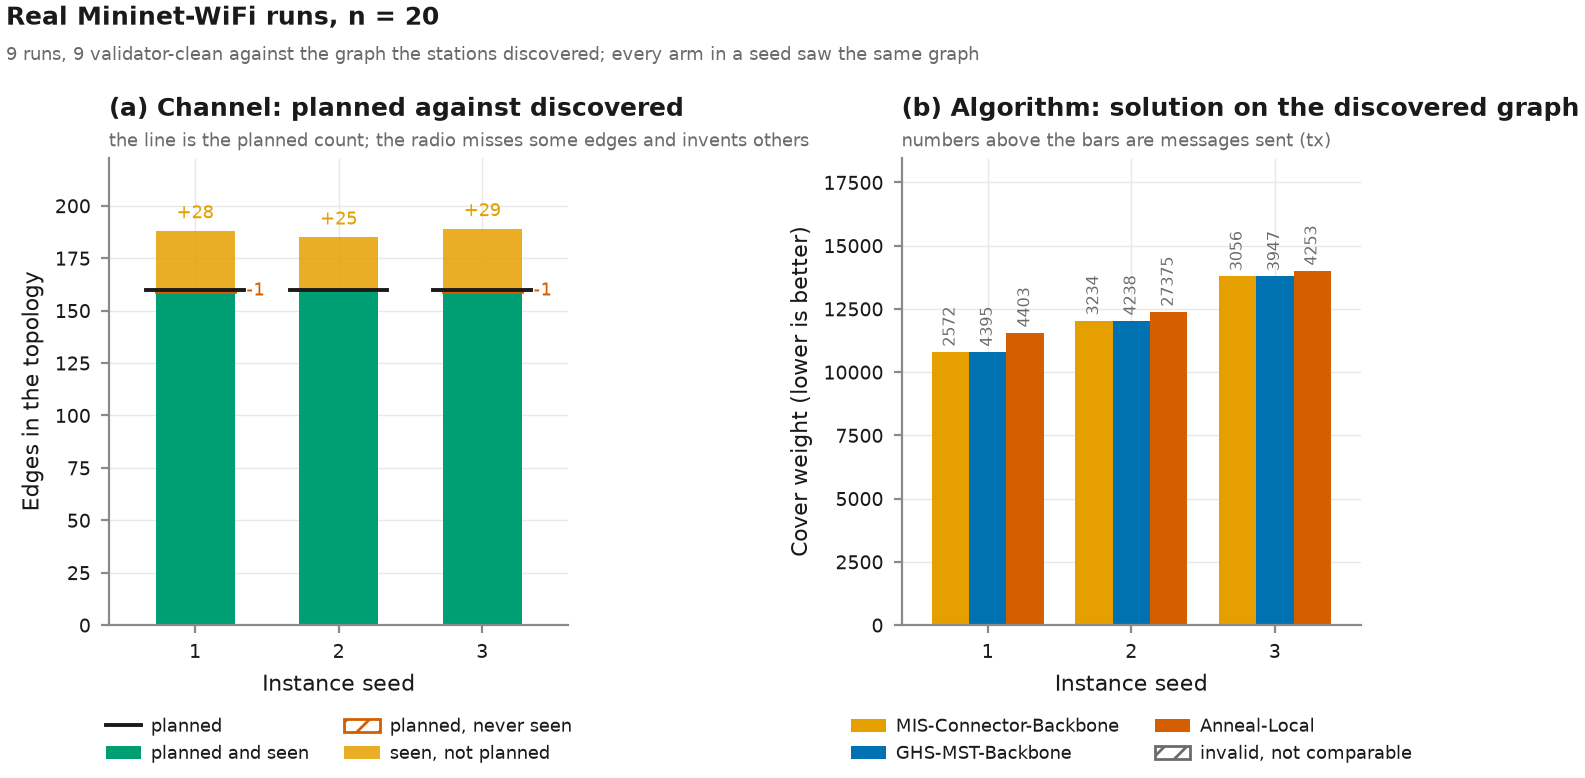 Real Mininet-WiFi runs, n = 20
9 runs, 9 validator-clean against the graph the stations discovered; every arm in a seed saw the same graph
(a) Channel: planned against discovered
the line is the planned count; the radio misses some edges and invents others
Edges in the topology
200
175
150
125
100
75
50
25
0
+28
+25
+29
-1
-1
1
2
3
Instance seed
planned
planned, never seen
planned and seen
seen, not planned
(b) Algorithm: solution on the discovered graph
numbers above the bars are messages sent (tx)
Cover weight (lower is better)
17500
15000
12500
10000
7500
5000
2500
0
2572
4395
4403
3234
4238
27375
3056
3947
4253
1
2
3
Instance seed
MIS-Connector-Backbone
Anneal-Local
GHS-MST-Backbone
invalid, not comparable